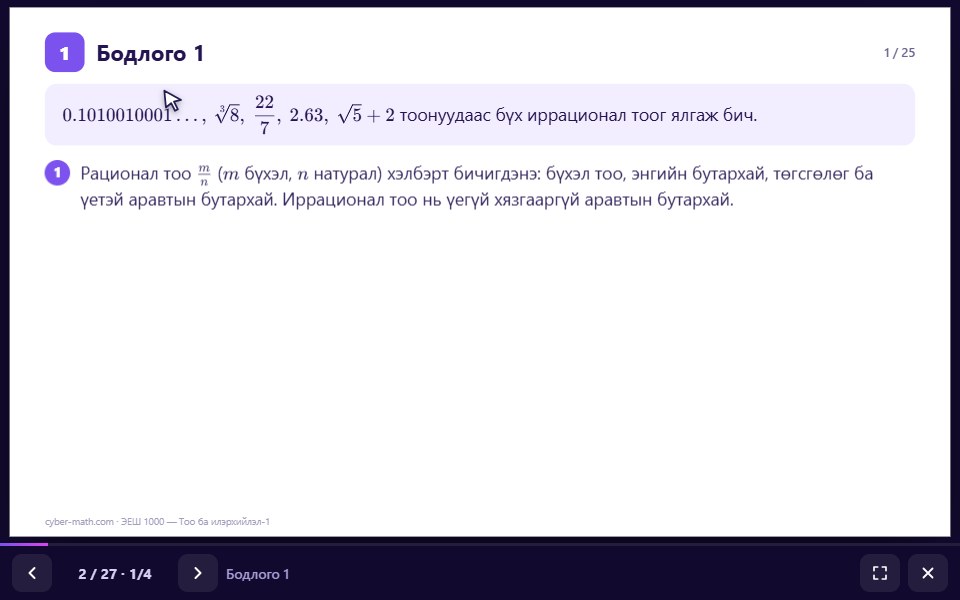 1 Бодлого 1
1 / 25
0.1010010001..., ∛8, 22/7, 2.63, √5 + 2 тоонуудаас бүх иррационал тоог ялгаж бич.
1 Рационал тоо m/n (m бүхэл, n натурал) хэлбэрт бичигдэнэ: бүхэл тоо, энгийн бутархай, төгсгөлөг ба
үетэй аравтын бутархай. Иррационал тоо нь үегүй хязгааргүй аравтын бутархай.
cyber-math.com · ЭЕШ 1000 — Тоо ба илэрхийлэл-1
2 / 27 · 1/4
Бодлого 1